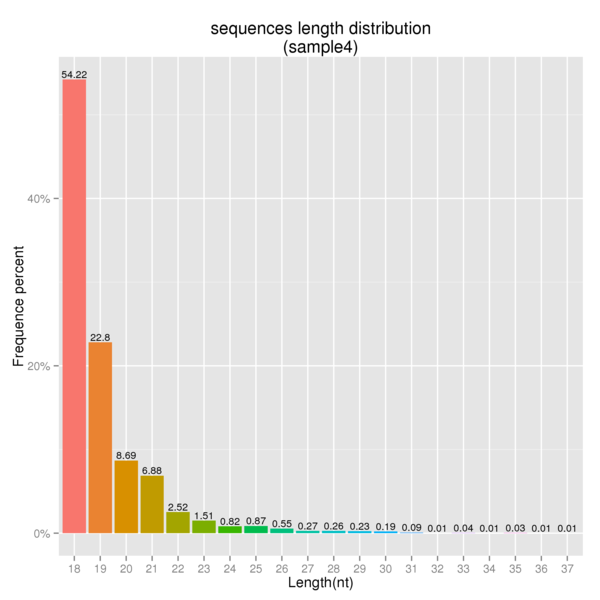 sequences length distribution
(sample4)
54.22
40%
22.8
20%
8.69
6.88
2.52
1.51
0.82 0.87 0.55 0.27 0.26 0.23 0.19 0.09 0.01 0.04 0.01 0.03 0.01 0.01
0%
18 19 20 21 22 23 24 25 26 27 28 29 30 31 32 33 34 35 36 37
Length(nt)
Frequence percent